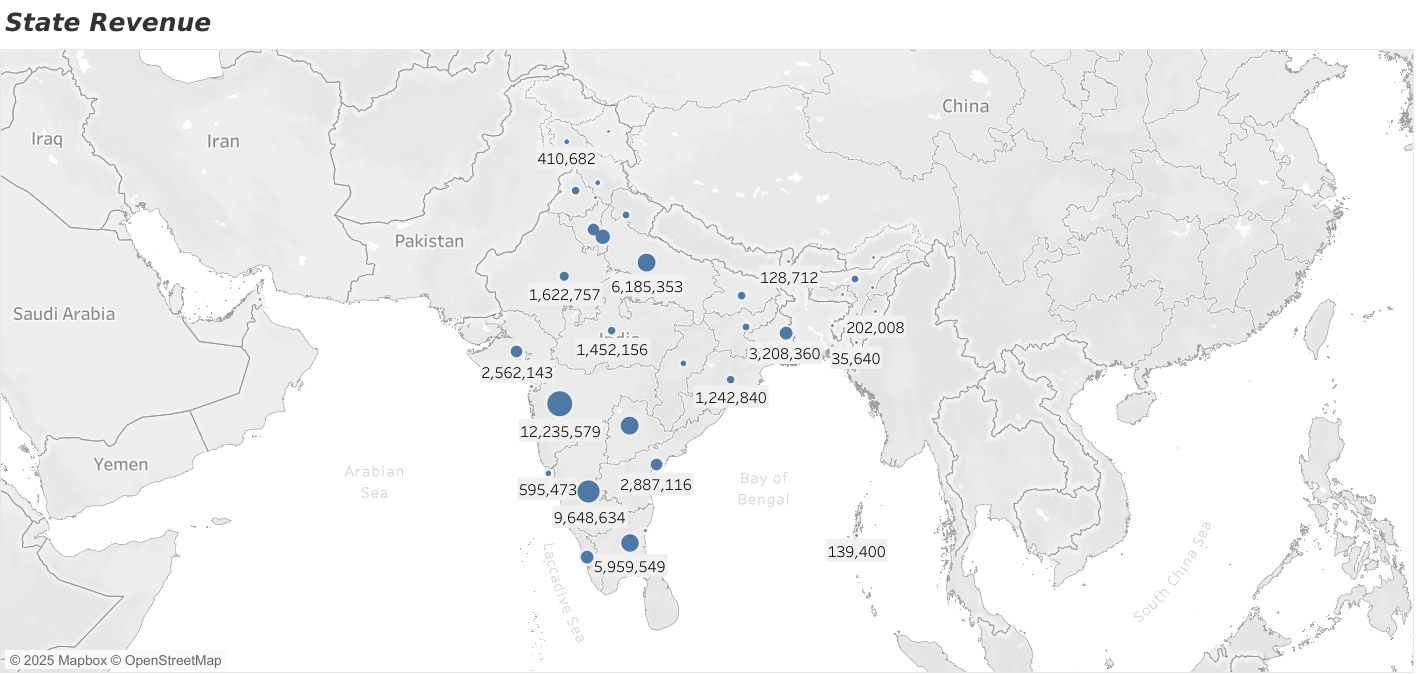 State Revenue
China
Iraq
Iran
410,682
Pakistan
128,712
6,185,353
1,622,757
Saudi Arabia
202,008
India
1,452,156
3,208,360
35,640
2,562,143
1,242,840
12,235,579
Yemen
Arabian
Sea
Bay of
Bengal
595,473
2,887,116
9,648,634
139,400
5,959,549
Laccadive Sea
South China Sea
© 2025 Mapbox © OpenStreetMap